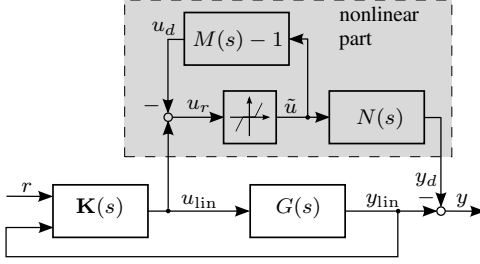 nonlinear
part
u_d
M(s) − 1
−
u_r
ũ
N(s)
y_d
r
K(s)
u_lin
G(s)
y_lin
−
y